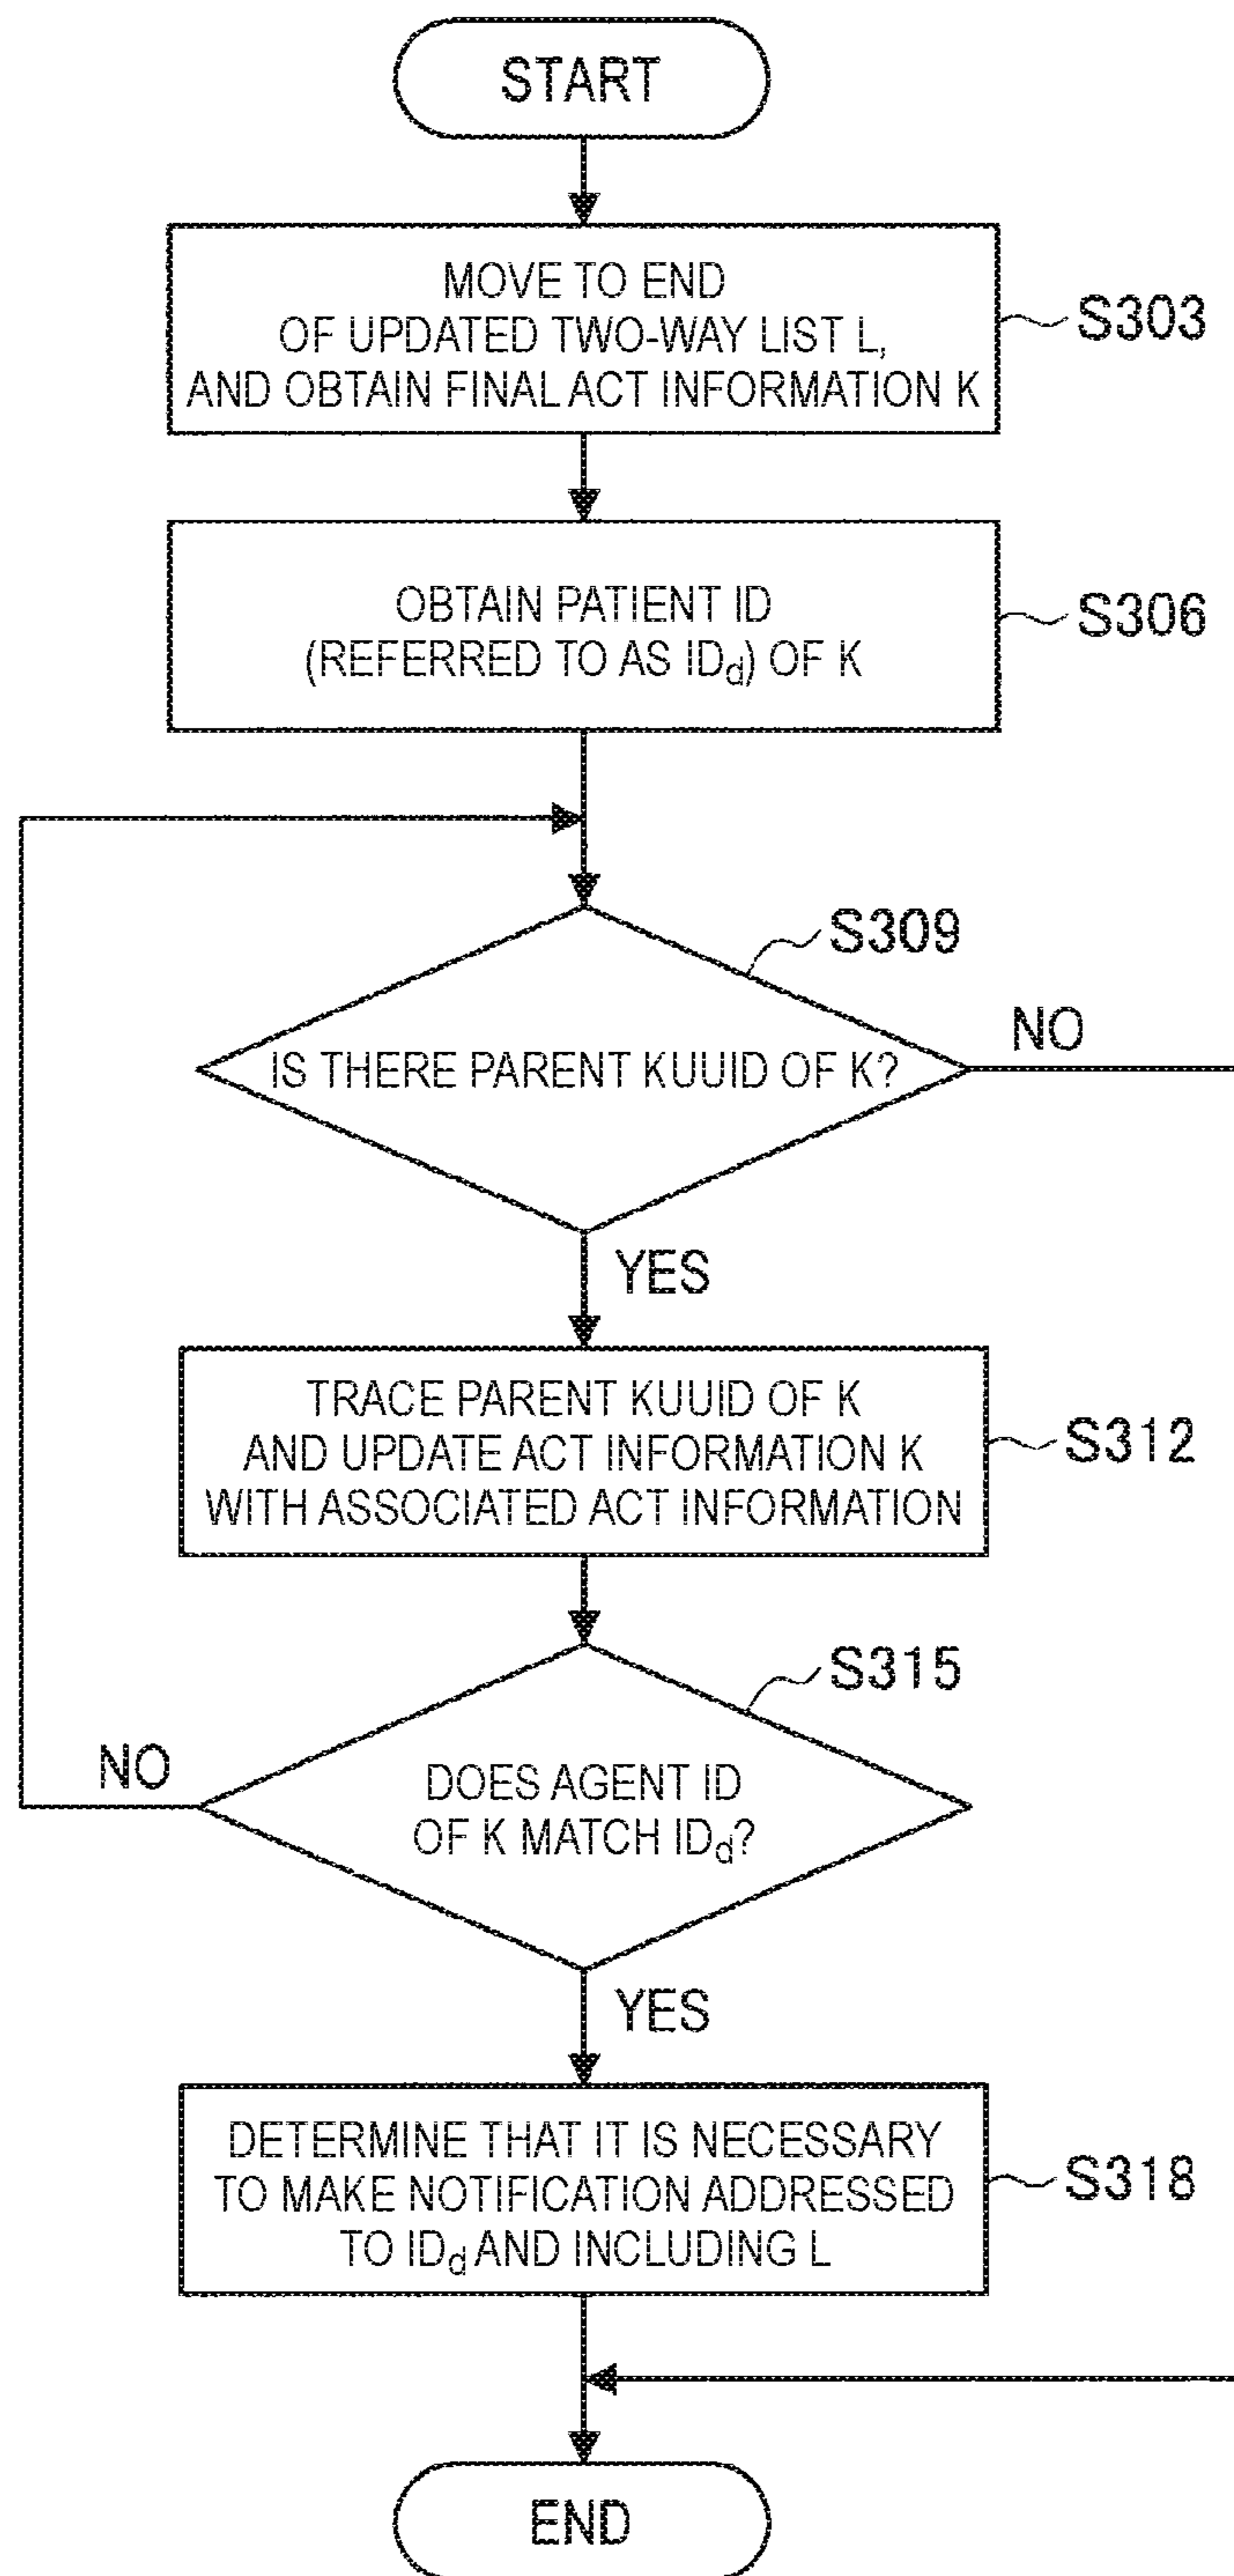 START
MOVE TO END
OF UPDATED TWO-WAY LIST L,
AND OBTAIN FINAL ACT INFORMATION K
S303
OBTAIN PATIENT ID
(REFERRED TO AS IDd) OF K
S306
S309
IS THERE PARENT KUUID OF K?
NO
YES
TRACE PARENT KUUID OF K
AND UPDATE ACT INFORMATION K
WITH ASSOCIATED ACT INFORMATION
S312
S315
DOES AGENT ID
OF K MATCH IDd?
NO
YES
DETERMINE THAT IT IS NECESSARY
TO MAKE NOTIFICATION ADDRESSED
TO IDd AND INCLUDING L
S318
END